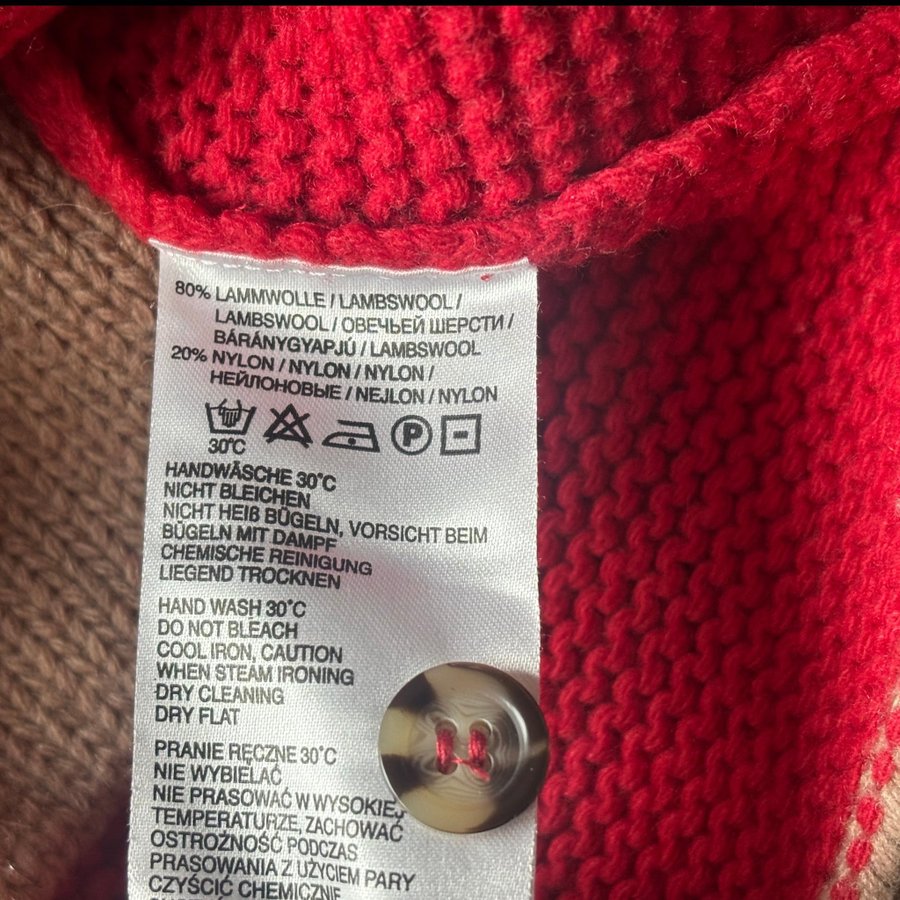 80% LAMMWOLLE / LAMBSWOOL /
LAMBSWOOL / ОВЕЧЬЕЙ ШЕРСТИ /
BÁRÁNYGYAPJÚ / LAMBSWOOL
20% NYLON / NYLON / NYLON /
НЕЙЛОНОВЫЕ / NEJLON / NYLON
30°C
P
HANDWÄSCHE 30°C
NICHT BLEICHEN
NICHT HEIß BÜGELN, VORSICHT BEIM
BÜGELN MIT DAMPF
CHEMISCHE REINIGUNG
LIEGEND TROCKNEN
HAND WASH 30°C
DO NOT BLEACH
COOL IRON, CAUTION
WHEN STEAM IRONING
DRY CLEANING
DRY FLAT
PRANIE RĘCZNE 30°C
NIE WYBIELAĆ
NIE PRASOWAĆ W WYSOKIEJ
TEMPERATURZE, ZACHOWAĆ
OSTROŻNOŚĆ PODCZAS
PRASOWANIA Z UŻYCIEM PARY
CZYŚCIĆ CHEMICZNIE